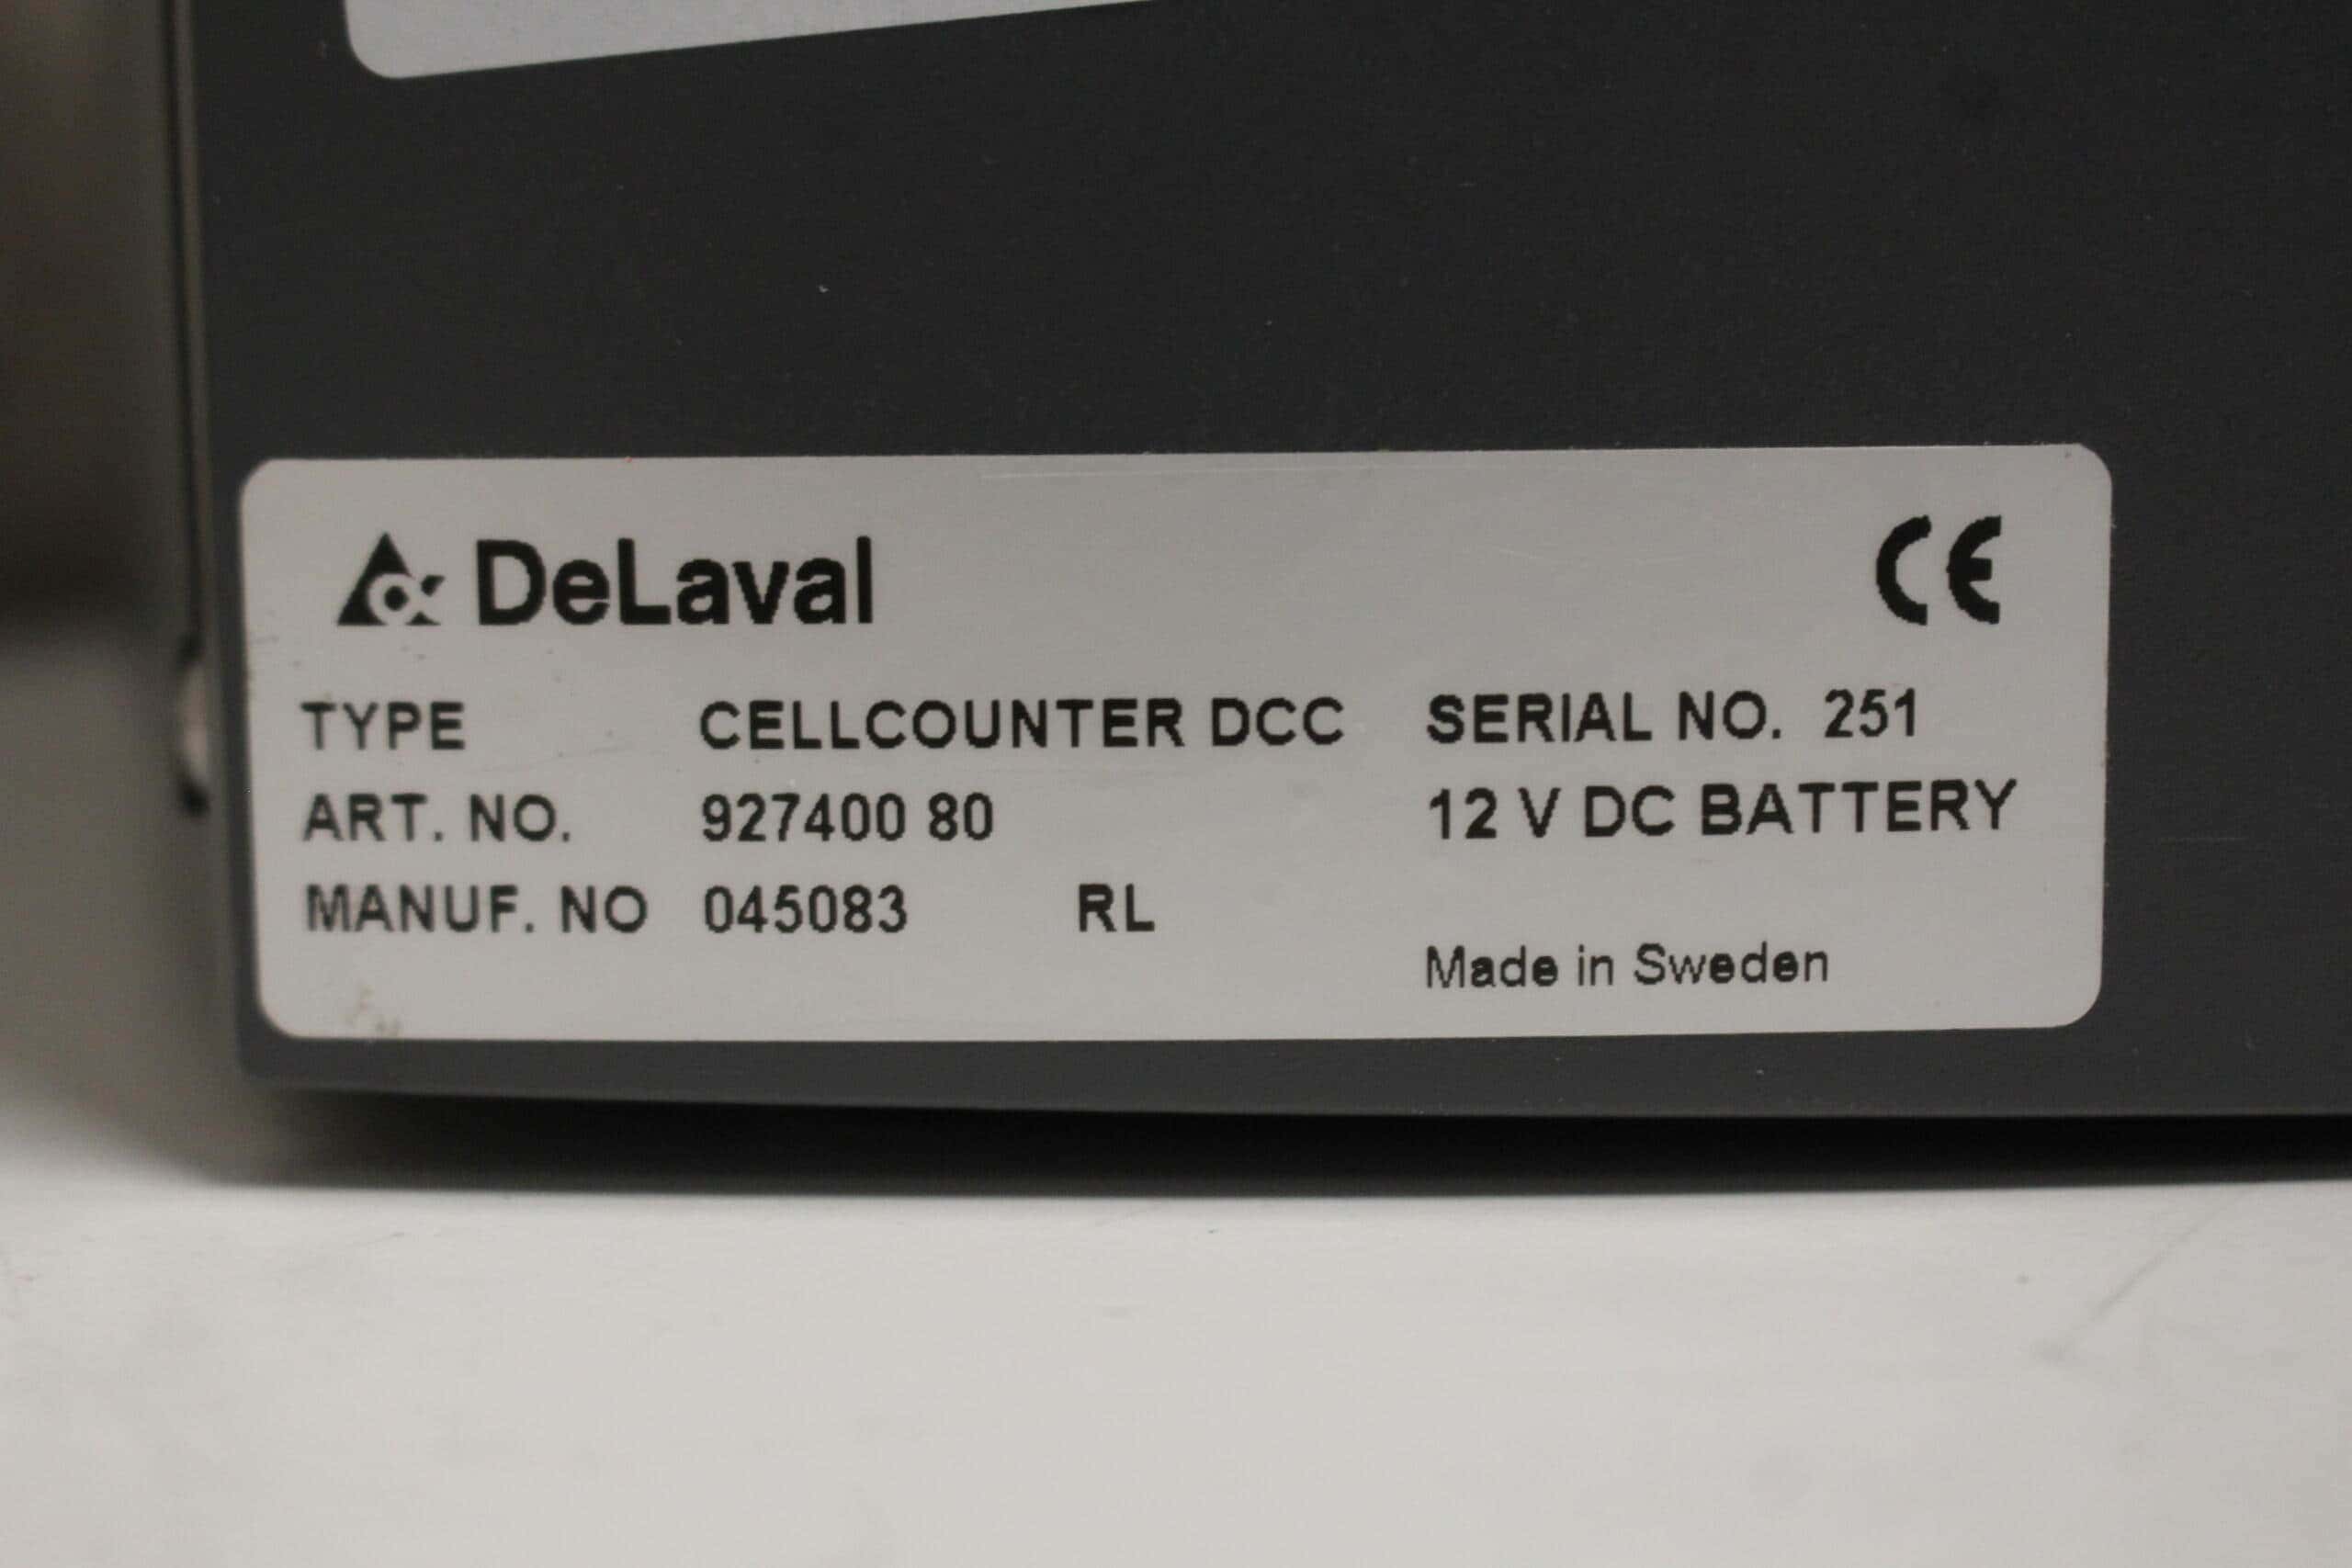 DeLaval CE
TYPE CELLCOUNTER DCC SERIAL NO. 251
ART. NO. 927400 80 12 V DC BATTERY
MANUF. NO 045083 RL
Made in Sweden